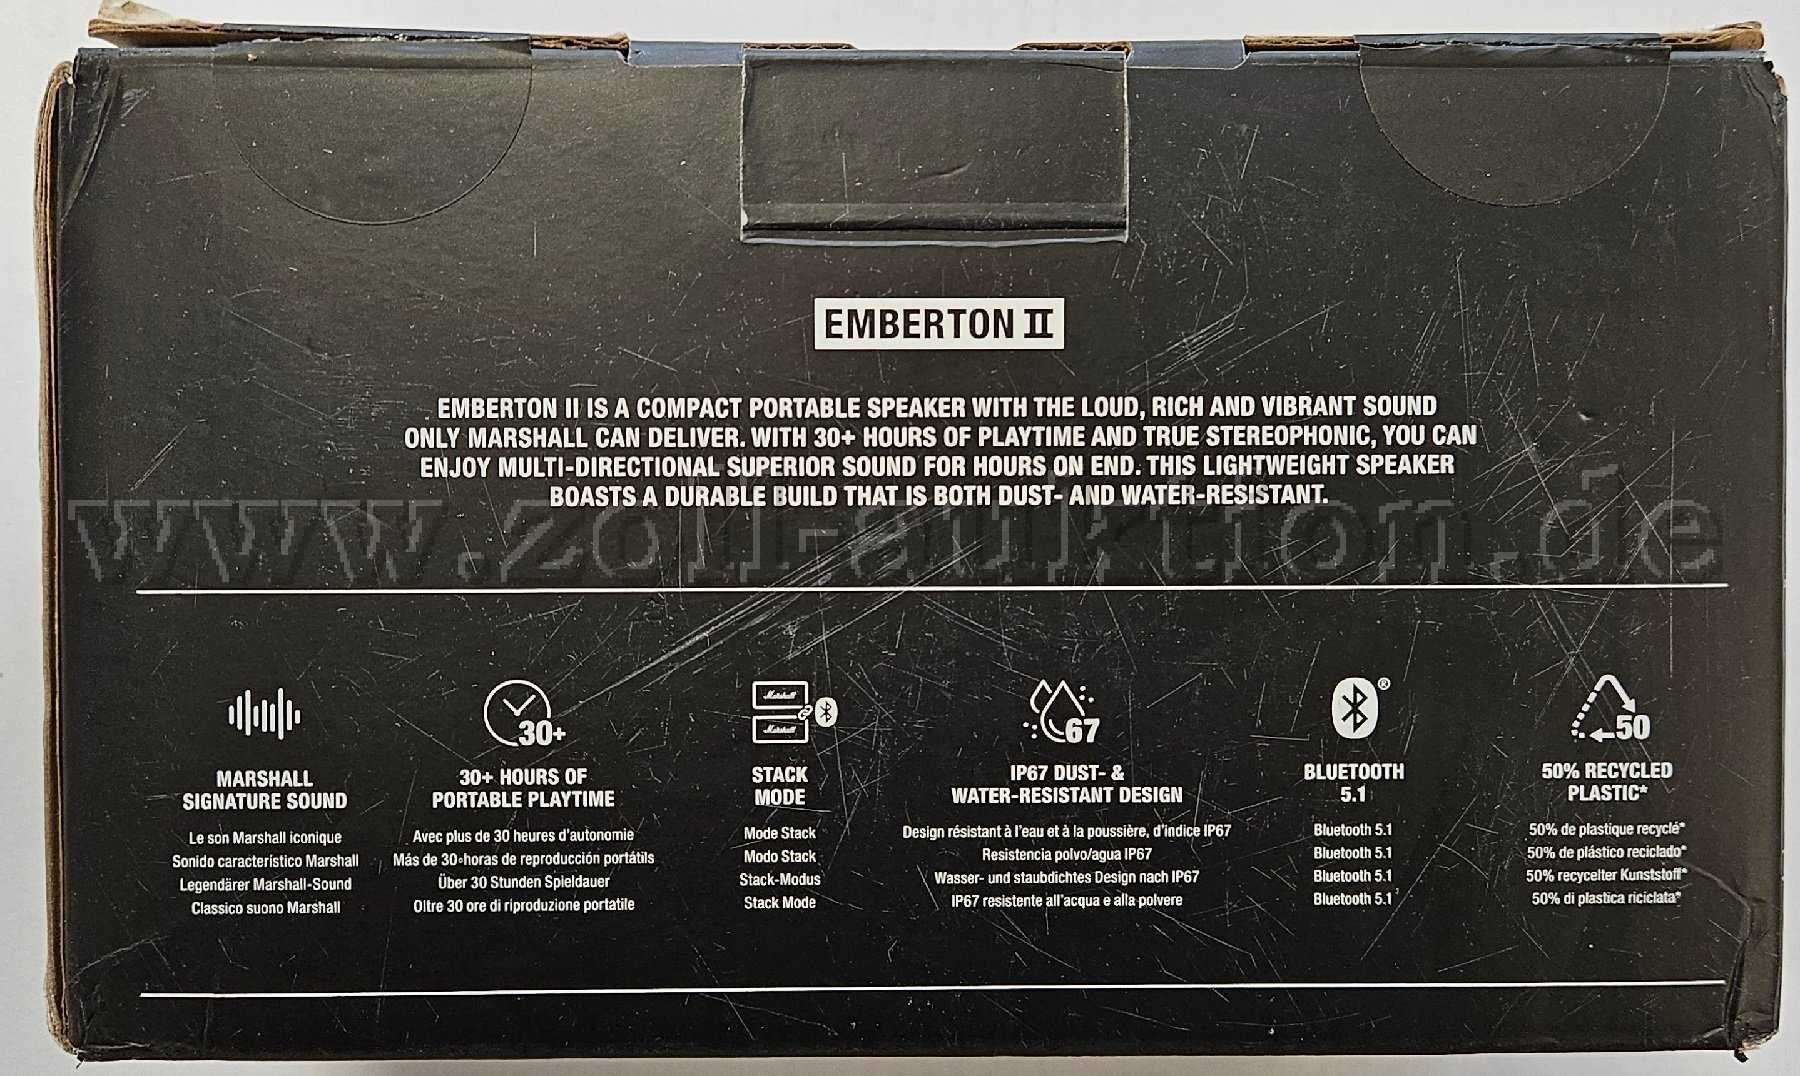 EMBERTON II
EMBERTON II IS A COMPACT PORTABLE SPEAKER WITH THE LOUD, RICH AND VIBRANT SOUND
ONLY MARSHALL CAN DELIVER. WITH 30+ HOURS OF PLAYTIME AND TRUE STEREOPHONIC, YOU CAN
ENJOY MULTI-DIRECTIONAL SUPERIOR SOUND FOR HOURS ON END. THIS LIGHTWEIGHT SPEAKER
BOASTS A DURABLE BUILD THAT IS BOTH DUST- AND WATER-RESISTANT.
www.zoll-auktion.de
MARSHALL
SIGNATURE SOUND
Le son Marshall iconique
Sonido característico Marshall
Legendärer Marshall-Sound
Classico suono Marshall
30+
30+ HOURS OF
PORTABLE PLAYTIME
Avec plus de 30 heures d'autonomie
Más de 30 horas de reproducción portátils
Über 30 Stunden Spieldauer
Oltre 30 ore di riproduzione portatile
Marshall
Marshall
STACK
MODE
Mode Stack
Modo Stack
Stack-Modus
Stack Mode
67
IP67 DUST- &
WATER-RESISTANT DESIGN
Design résistant à l'eau et à la poussière, d'indice IP67
Resistencia polvo/agua IP67
Wasser- und staubdichtes Design nach IP67
IP67 resistente all'acqua e alla polvere
®
BLUETOOTH
5.1
Bluetooth 5.1
Bluetooth 5.1
Bluetooth 5.1
Bluetooth 5.1
50
50% RECYCLED
PLASTIC*
50% de plastique recyclé*
50% de plástico reciclado*
50% recycelter Kunststoff*
50% di plastica riciclata*